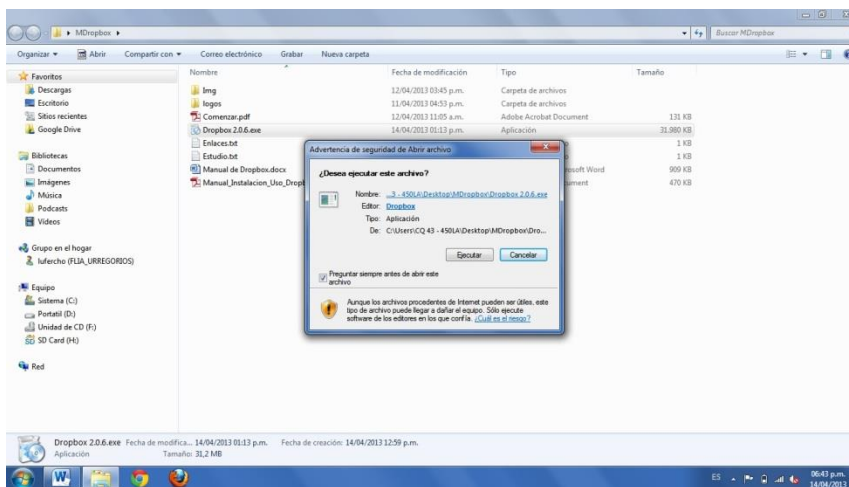 MDropbox
Buscar MDropbox
Organizar
Abrir
Compartir con
Correo electrónico
Grabar
Nueva carpeta
Nombre
Fecha de modificación
Tipo
Tamaño
Favoritos
Descargas
Escritorio
Sitios recientes
Google Drive
Bibliotecas
Documentos
Imágenes
Música
Podcasts
Vídeos
Grupo en el hogar
lufercho (FLIA_URREGORIOS)
Equipo
Sistema (C:)
Portatil (D:)
Unidad de CD (F:)
SD Card (H:)
Red
Img 12/04/2013 03:45 p.m. Carpeta de archivos
logos 11/04/2013 04:53 p.m. Carpeta de archivos
Comenzar.pdf 12/04/2013 11:05 a.m. Adobe Acrobat Document 131 KB
Dropbox 2.0.6.exe 14/04/2013 01:13 p.m. Aplicación 31.980 KB
Enlaces.txt 1 KB
Estudio.txt 1 KB
Manual de Dropbox.docx rosoft Word 909 KB
Manual_Instalacion_Uso_Dropb ument 470 KB
Advertencia de seguridad de Abrir archivo
¿Desea ejecutar este archivo?
Nombre: ...3 - 450LA\Desktop\MDropbox\Dropbox 2.0.6.exe
Editor: Dropbox
Tipo: Aplicación
De: C:\Users\CQ 43 - 450LA\Desktop\MDropbox\Dro...
Ejecutar
Cancelar
Preguntar siempre antes de abrir este
archivo
Aunque los archivos procedentes de Internet pueden ser útiles, este
tipo de archivo puede llegar a dañar el equipo. Sólo ejecute
software de los editores en los que confía. ¿Cuál es el riesgo?
Dropbox 2.0.6.exe Fecha de modifica... 14/04/2013 01:13 p.m. Fecha de creación: 14/04/2013 12:59 p.m.
Aplicación Tamaño: 31,2 MB
ES
06:43 p.m.
14/04/2013